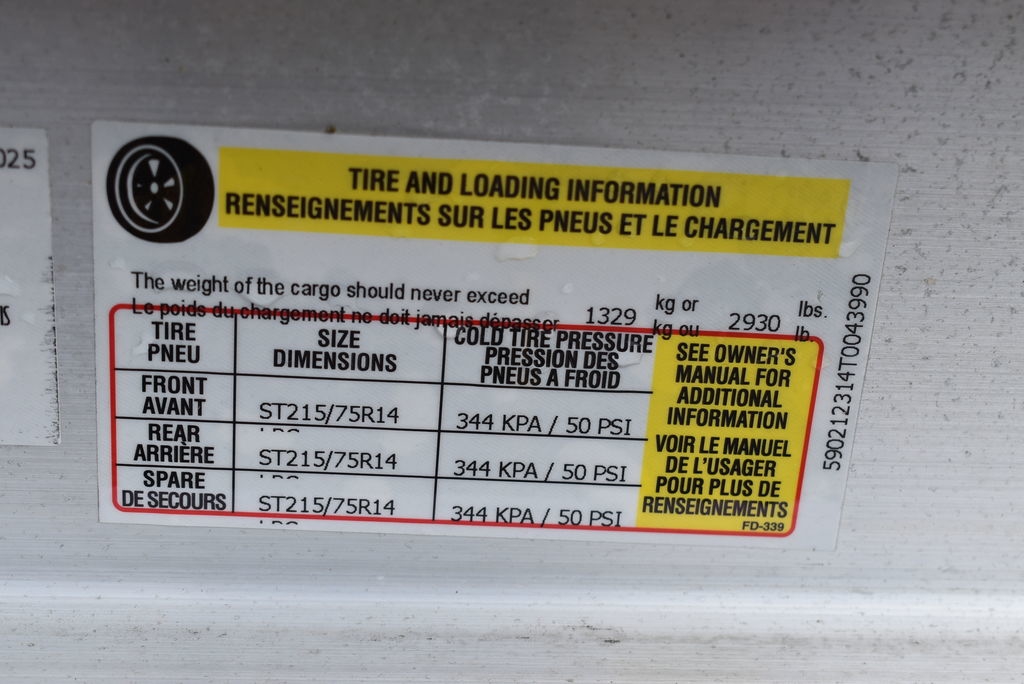 025
TIRE AND LOADING INFORMATION
RENSEIGNEMENTS SUR LES PNEUS ET LE CHARGEMENT
The weight of the cargo should never exceed
Le poids du chargement ne doit jamais dépasser
1329
kg or
kg ou
2930
lbs.
lb.
TIRE
PNEU
SIZE
DIMENSIONS
COLD TIRE PRESSURE
PRESSION DES
PNEUS A FROID
FRONT
AVANT
ST215/75R14
344 KPA / 50 PSI
REAR
ARRIÈRE
ST215/75R14
344 KPA / 50 PSI
SPARE
DE SECOURS
ST215/75R14
344 KPA / 50 PSI
SEE OWNER'S
MANUAL FOR
ADDITIONAL
INFORMATION
VOIR LE MANUEL
DE L'USAGER
POUR PLUS DE
RENSEIGNEMENTS
FD-339
590212314T0043990